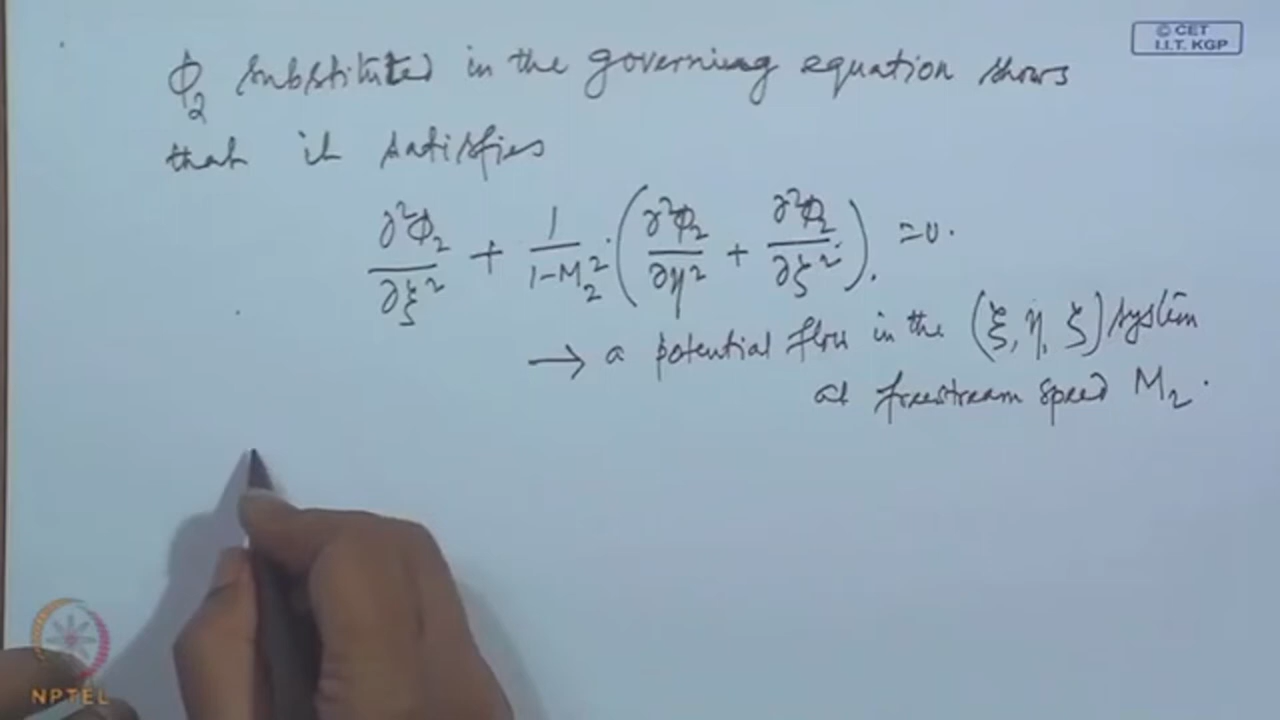 © CET
I.I.T. KGP
ϕ₂ substituted in the governing equation shows
that it satisfies
∂²ϕ₂/∂ξ² + 1/(1-M₂²) (∂²ϕ₂/∂η² + ∂²ϕ₂/∂ζ²) = 0.
→ a potential flow in the (ξ, η, ζ) system
at freestream speed M₂.
NPTEL